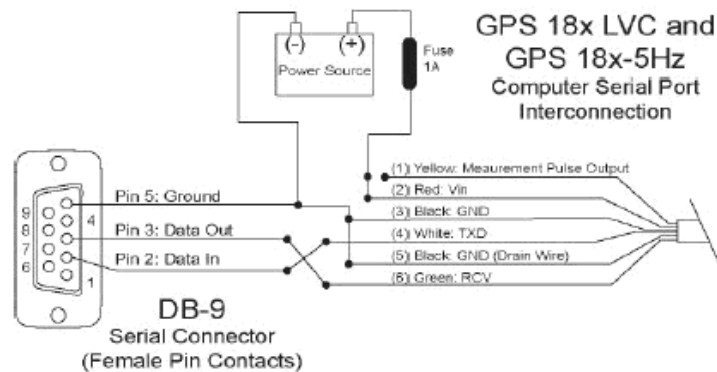 GPS 18x LVC and
GPS 18x-5Hz
Computer Serial Port
Interconnection
(-) (+)
Power Source
Fuse
1A
(1) Yellow: Meaurement Pulse Output
(2) Red: Vin
(3) Black: GND
(4) White: TXD
(5) Black: GND (Drain Wire)
(6) Green: RCV
Pin 5: Ground
Pin 3: Data Out
Pin 2: Data In
9
8
7
6
4
1
DB-9
Serial Connector
(Female Pin Contacts)